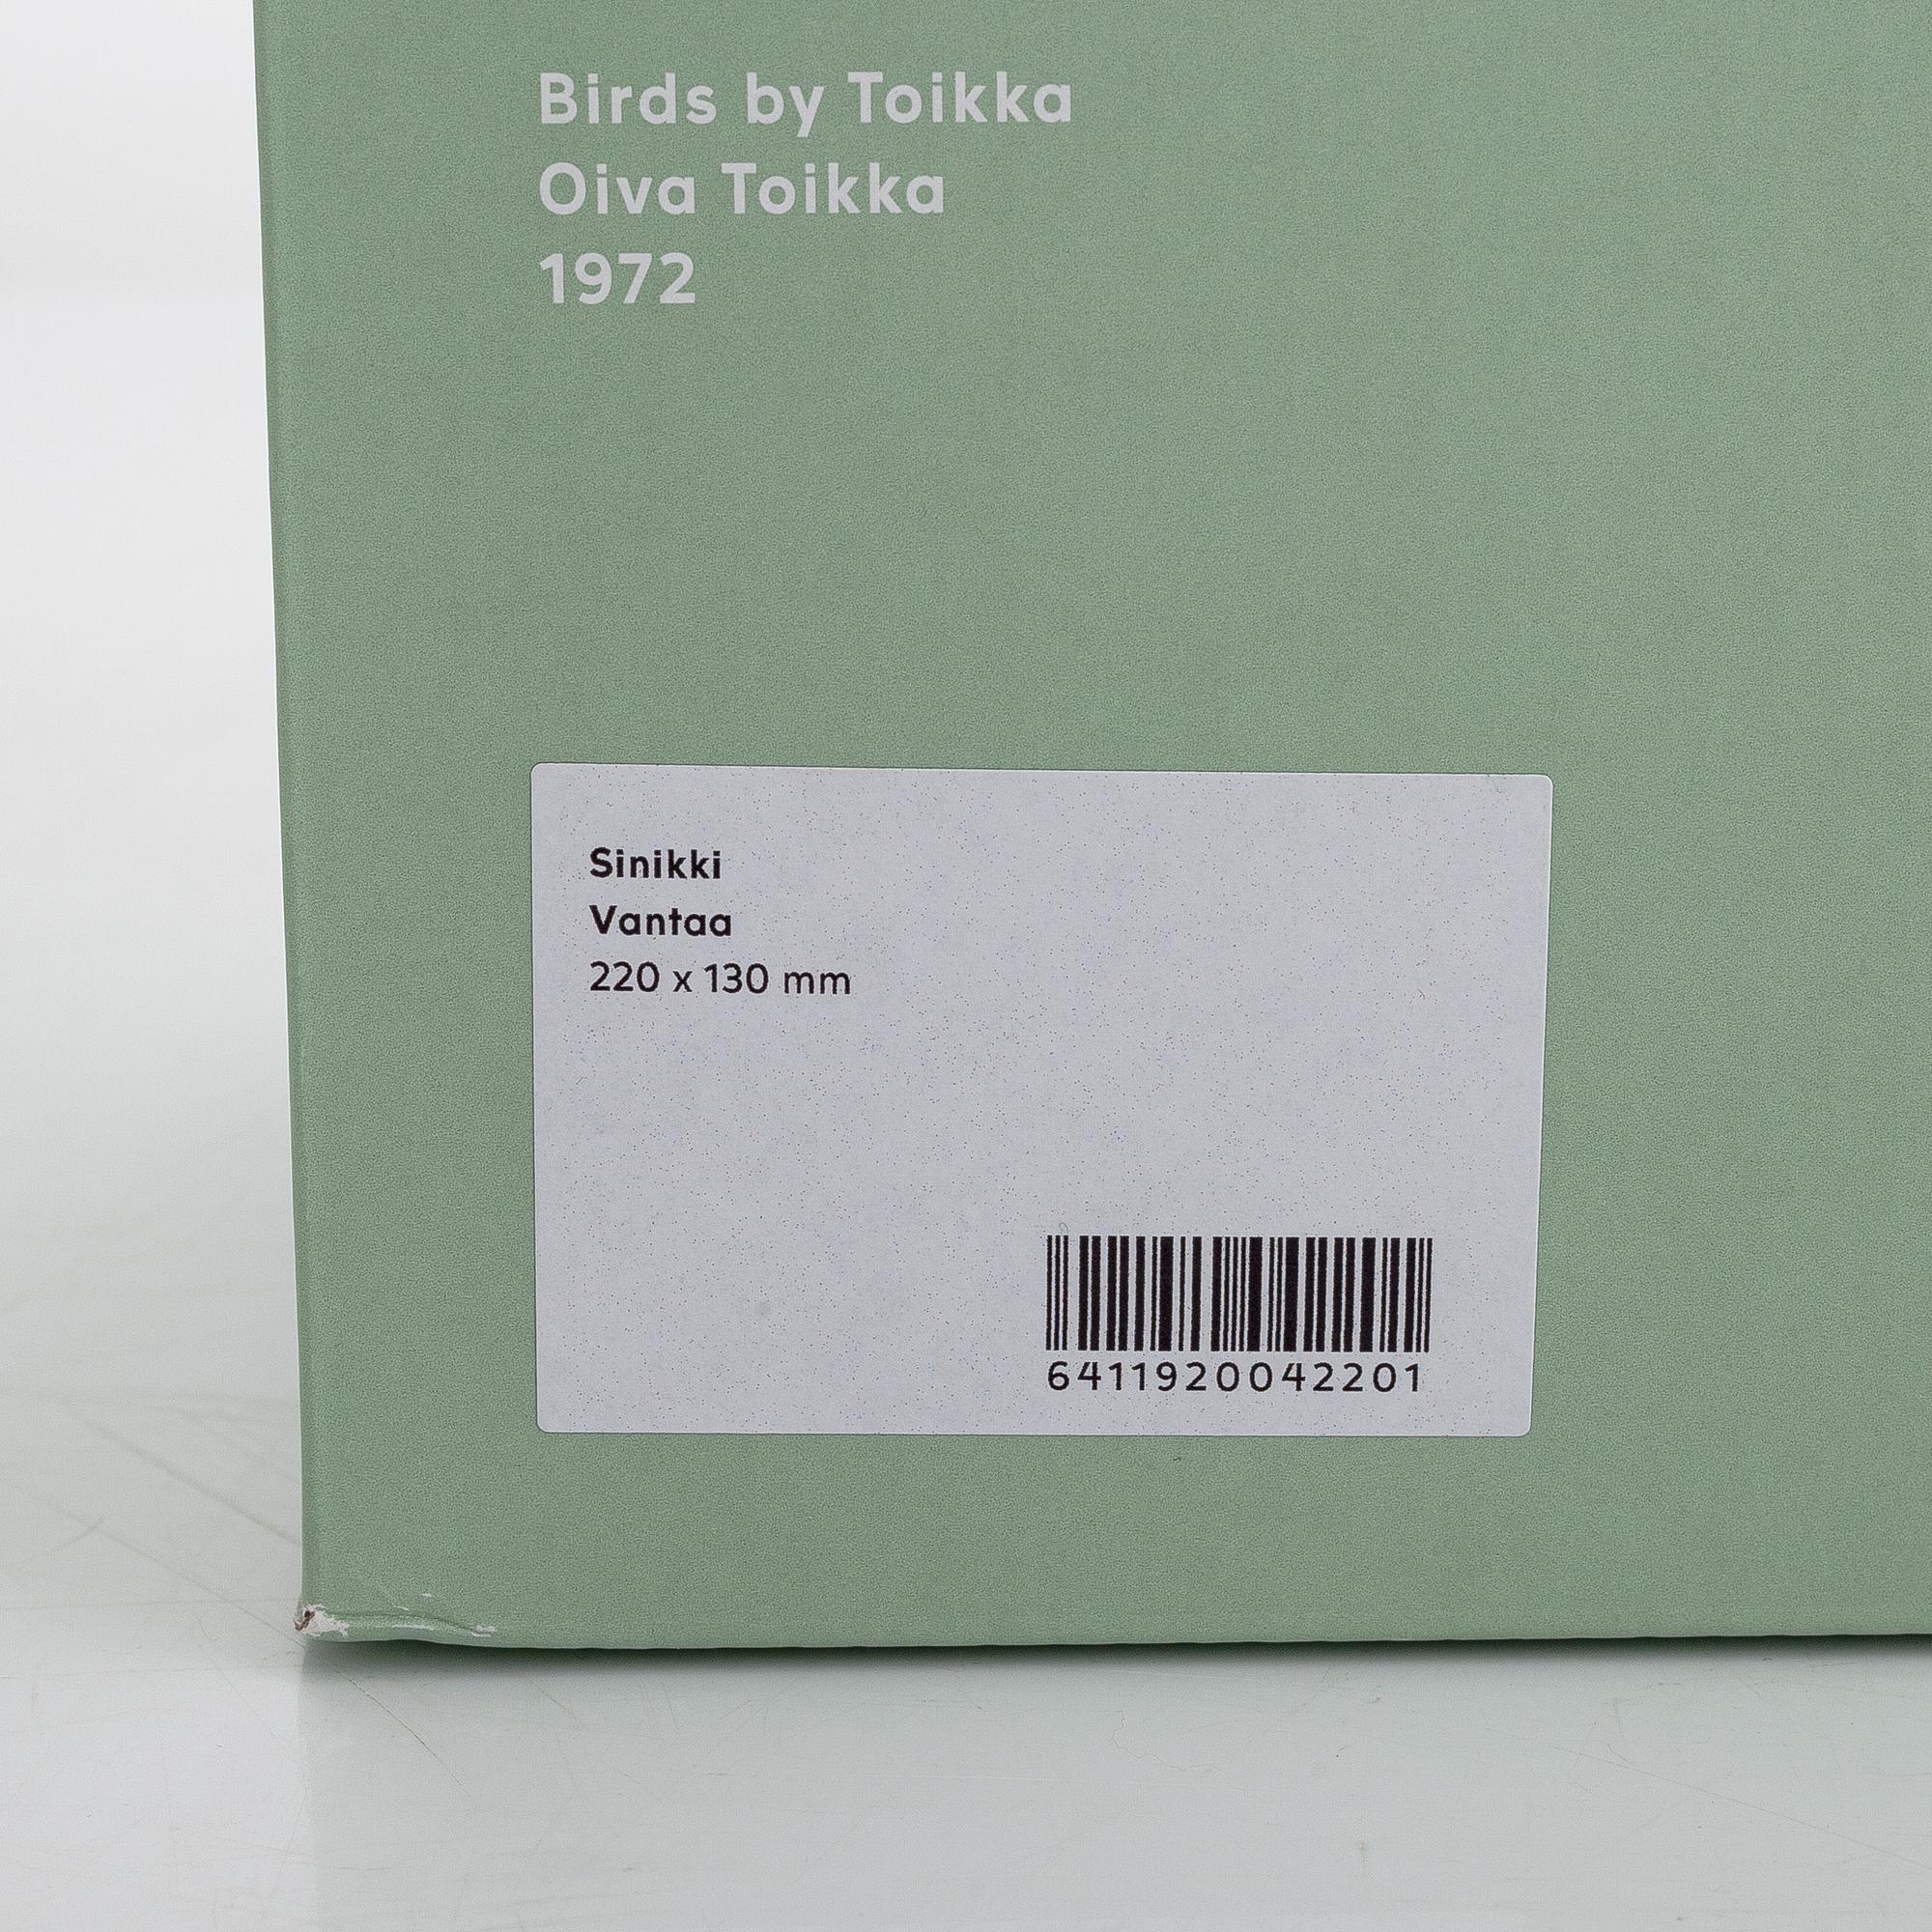 Birds by Toikka
Oiva Toikka
1972
Sinikki
Vantaa
220 x 130 mm
6411920042201